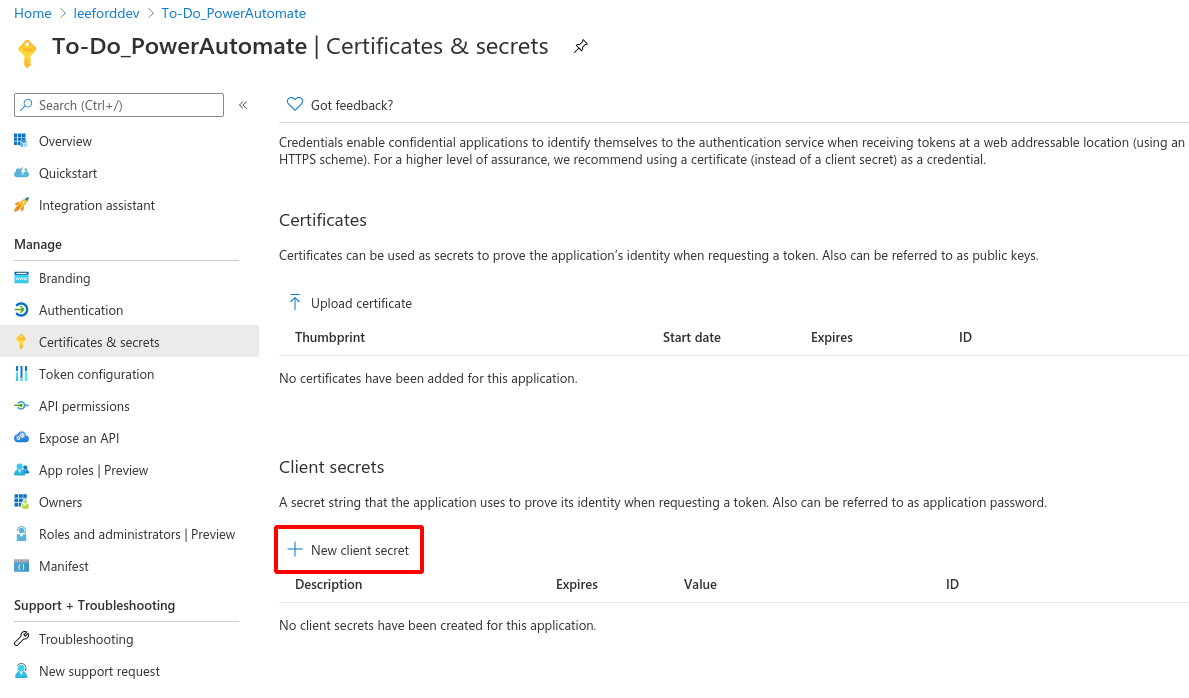 Home > leeforddev > To-Do_PowerAutomate
To-Do_PowerAutomate | Certificates & secrets
Search (Ctrl+/)
«
Overview
Quickstart
Integration assistant
Manage
Branding
Authentication
Certificates & secrets
Token configuration
API permissions
Expose an API
App roles | Preview
Owners
Roles and administrators | Preview
Manifest
Support + Troubleshooting
Troubleshooting
New support request
Got feedback?
Credentials enable confidential applications to identify themselves to the authentication service when receiving tokens at a web addressable location (using an
HTTPS scheme). For a higher level of assurance, we recommend using a certificate (instead of a client secret) as a credential.
Certificates
Certificates can be used as secrets to prove the application’s identity when requesting a token. Also can be referred to as public keys.
Upload certificate
Thumbprint Start date Expires ID
No certificates have been added for this application.
Client secrets
A secret string that the application uses to prove its identity when requesting a token. Also can be referred to as application password.
New client secret
Description Expires Value ID
No client secrets have been created for this application.